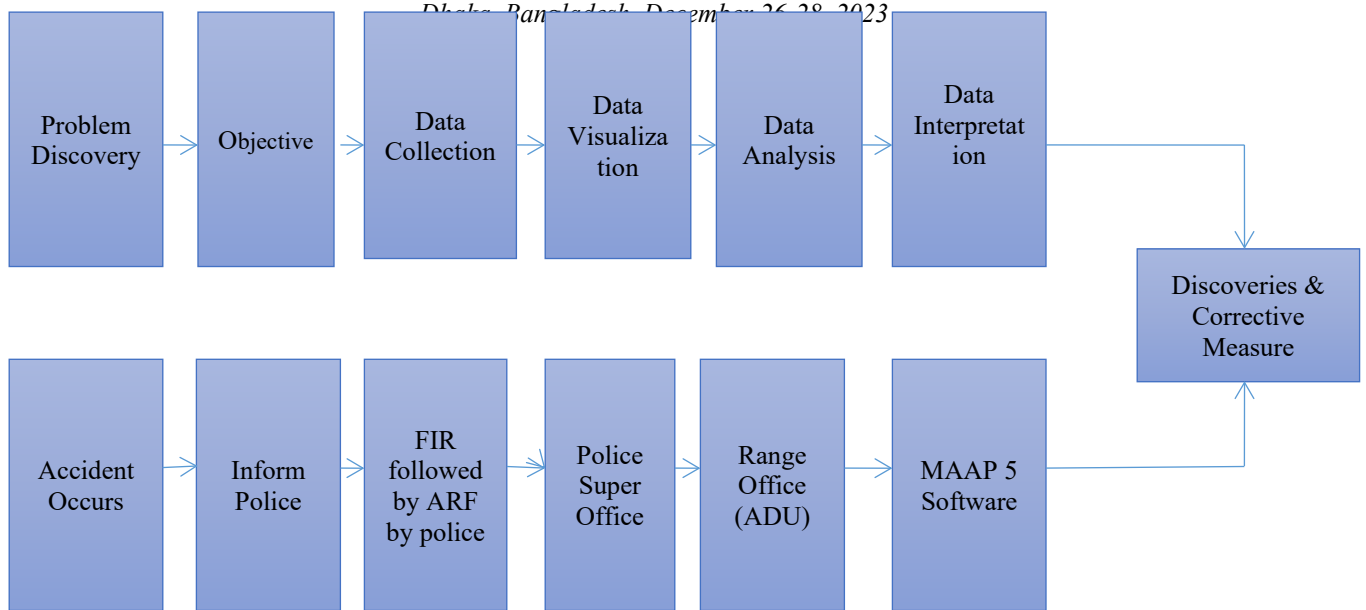 Dhaka, Bangladesh, December 26-28, 2023
Problem
Discovery
Objective
Data
Collection
Data
Visualiza
tion
Data
Analysis
Data
Interpretat
ion
Discoveries &
Corrective
Measure
Accident
Occurs
Inform
Police
FIR
followed
by ARF
by police
Police
Super
Office
Range
Office
(ADU)
MAAP 5
Software